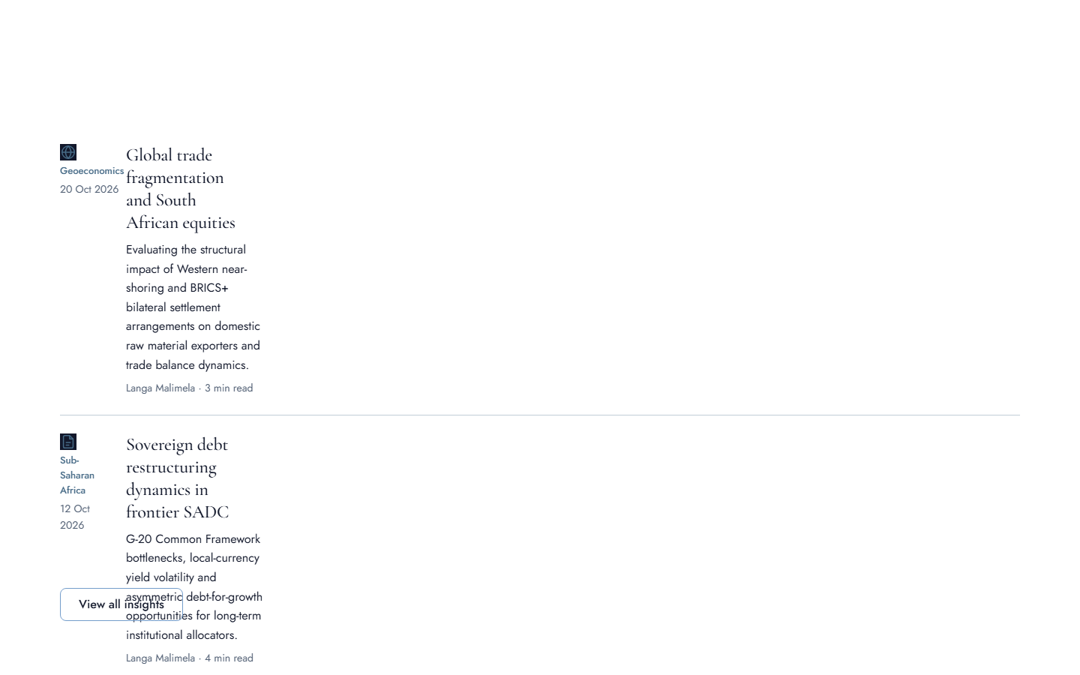 Geoeconomics
20 Oct 2026
Global trade
fragmentation
and South
African equities
Evaluating the structural
impact of Western near-
shoring and BRICS+
bilateral settlement
arrangements on domestic
raw material exporters and
trade balance dynamics.
Langa Malimela · 3 min read
Sub-
Saharan
Africa
12 Oct
2026
Sovereign debt
restructuring
dynamics in
frontier SADC
G-20 Common Framework
bottlenecks, local-currency
yield volatility and
asymmetric debt-for-growth
opportunities for long-term
institutional allocators.
Langa Malimela · 4 min read
View all insights